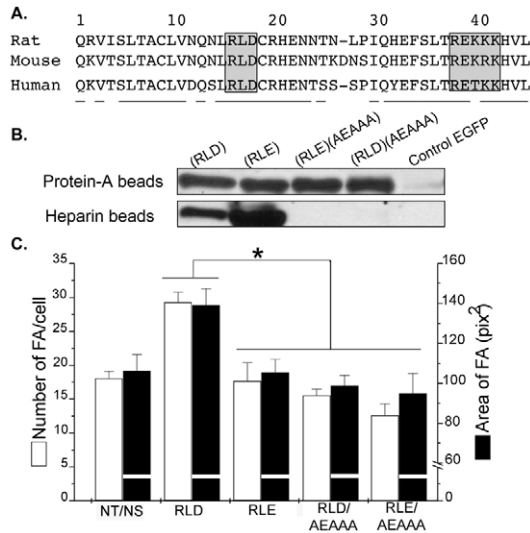 A.
1 10 20 30 40
Rat QRVISLTACLVNQNLRLDCRHENNTN-LPIQHEFSLTREKKKHVL
Mouse QKVTSLTACLVNQNLRLDCRHENNTKDNSIQHEFSLTREKRKHVL
Human QKVTSLTACLVDQSLRLDCRHENNTSS-SPIQYEFSLTRETKKHVL
B.
(RLD) (RLE) (RLE)(AEAAA) (RLD)(AEAAA) Control EGFP
Protein-A beads
Heparin beads
C.
*
Number of FA/cell
35
30
25
20
15
10
5
0
Area of FA (pix²)
160
140
120
100
80
60
0
NT/NS RLD RLE RLD/AEAAA RLE/AEAAA